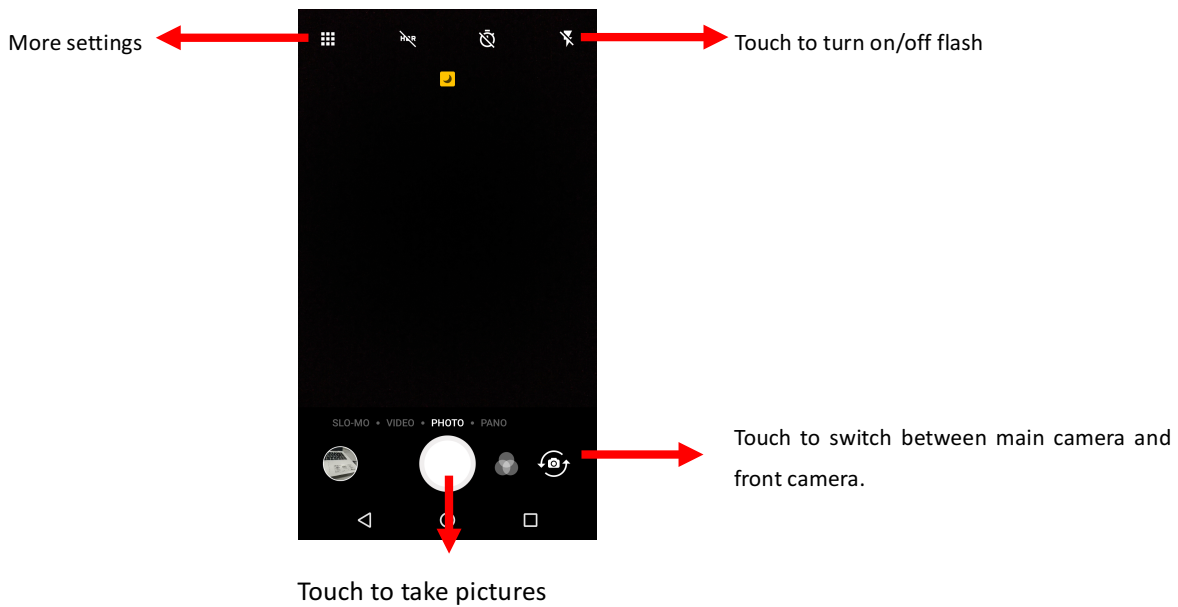 More settings
HDR
Touch to turn on/off flash
SLO-MO • VIDEO • PHOTO • PANO
Touch to switch between main camera and
front camera.
Touch to take pictures